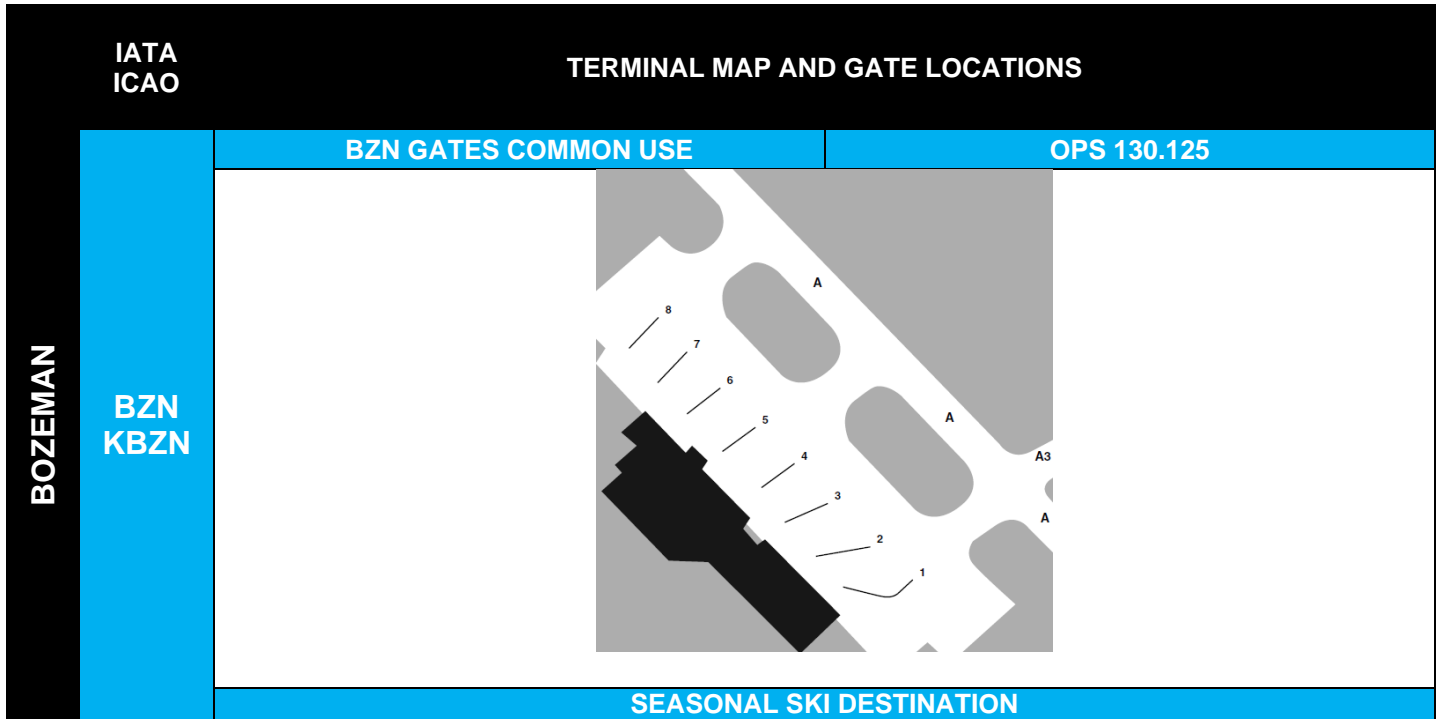 IATA
ICAO
TERMINAL MAP AND GATE LOCATIONS
BOZEMAN
BZN
KBZN
BZN GATES COMMON USE
OPS 130.125
A
8
7
6
A
5
4
A3
3
A
2
1
SEASONAL SKI DESTINATION